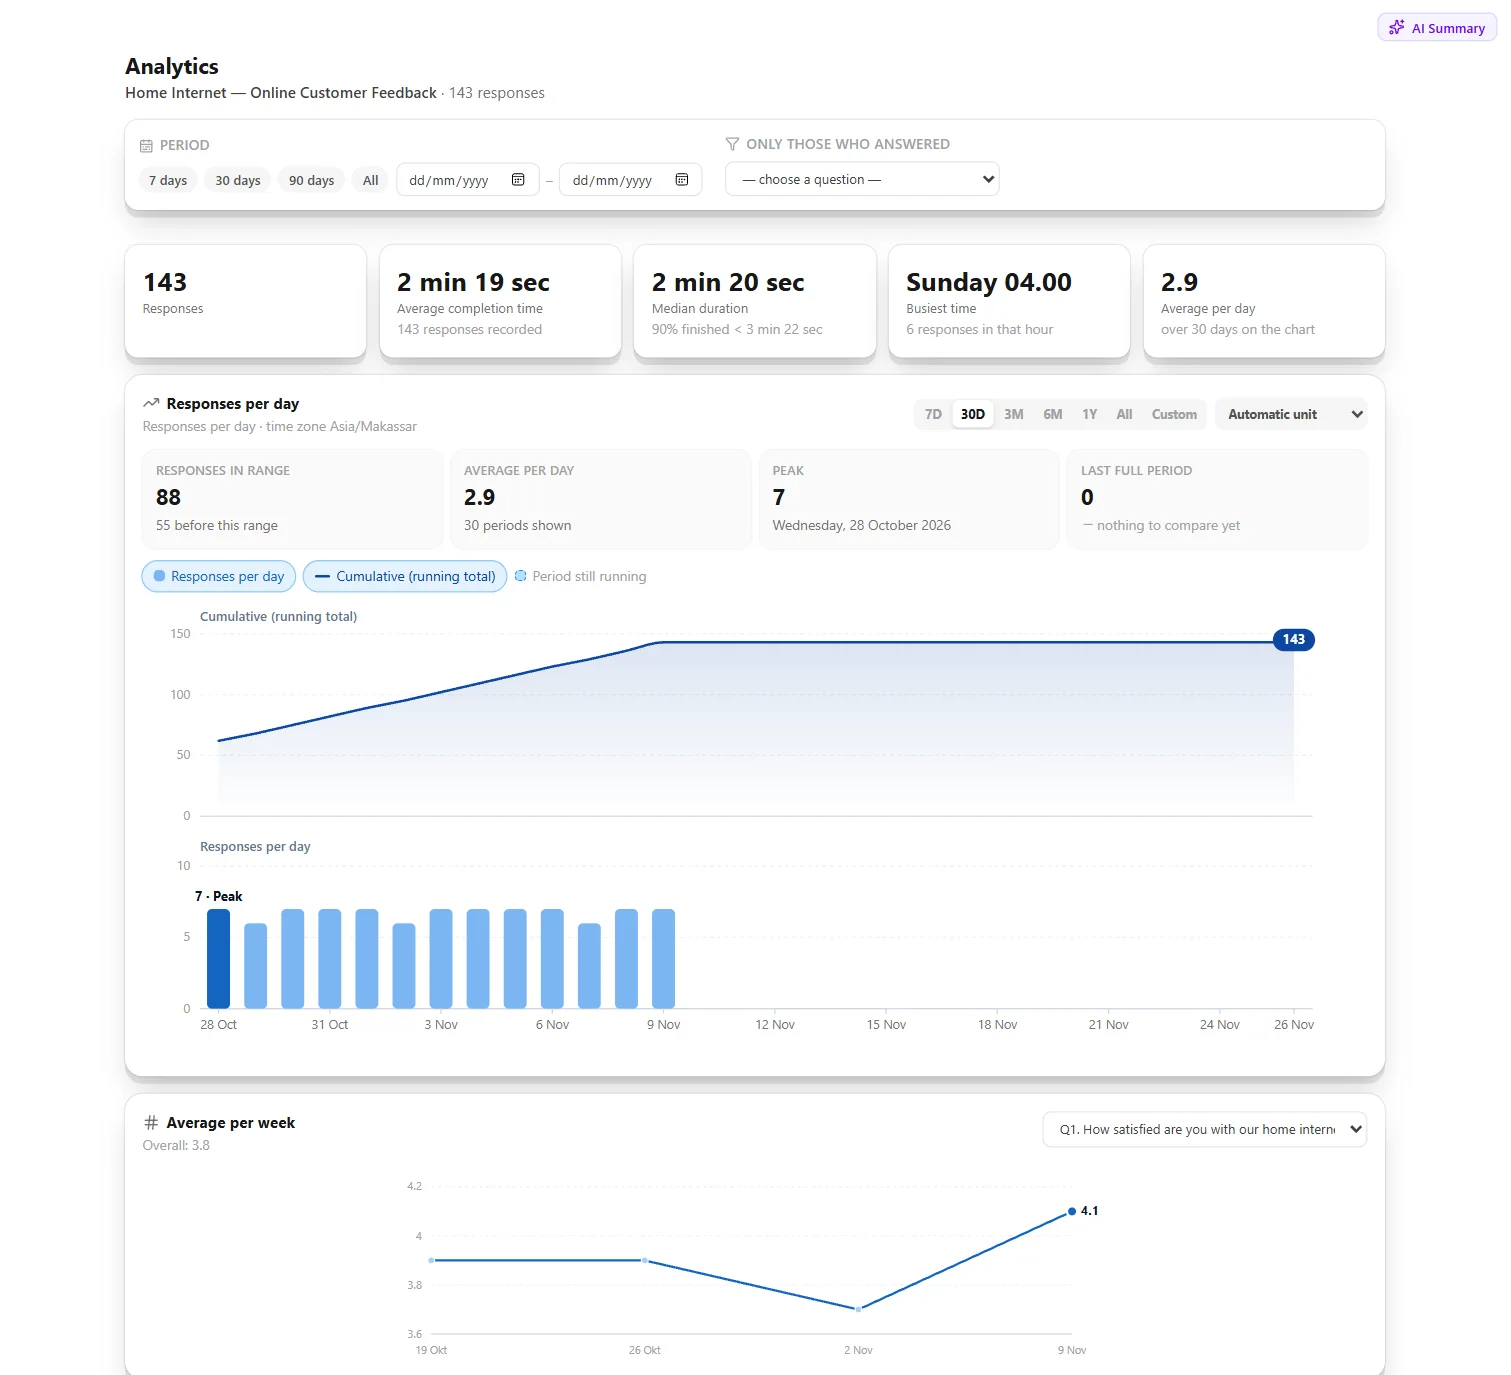 AI Summary
Analytics
Home Internet — Online Customer Feedback · 143 responses
PERIOD
7 days 30 days 90 days All dd/mm/yyyy – dd/mm/yyyy
ONLY THOSE WHO ANSWERED
— choose a question —
143
Responses
2 min 19 sec
Average completion time
143 responses recorded
2 min 20 sec
Median duration
90% finished < 3 min 22 sec
Sunday 04.00
Busiest time
6 responses in that hour
2.9
Average per day
over 30 days on the chart
Responses per day
Responses per day · time zone Asia/Makassar
7D 30D 3M 6M 1Y All Custom Automatic unit
RESPONSES IN RANGE
88
55 before this range
AVERAGE PER DAY
2.9
30 periods shown
PEAK
7
Wednesday, 28 October 2026
LAST FULL PERIOD
0
— nothing to compare yet
Responses per day Cumulative (running total) Period still running
Cumulative (running total)
150
143
100
50
0
Responses per day
10
7 · Peak
5
0
28 Oct 31 Oct 3 Nov 6 Nov 9 Nov 12 Nov 15 Nov 18 Nov 21 Nov 24 Nov 26 Nov
# Average per week
Overall: 3.8
Q1. How satisfied are you with our home intern
4.2
4.1
4
3.8
3.6
19 Okt 26 Okt 2 Nov 9 Nov